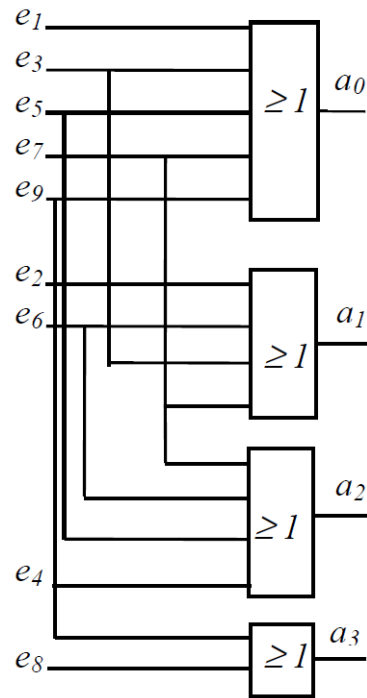 e₁
e₃
a₀
e₅
≥ 1
e₇
e₉
e₂
a₁
e₆
≥ 1
a₂
≥ 1
e₄
a₃
≥ 1
e₈